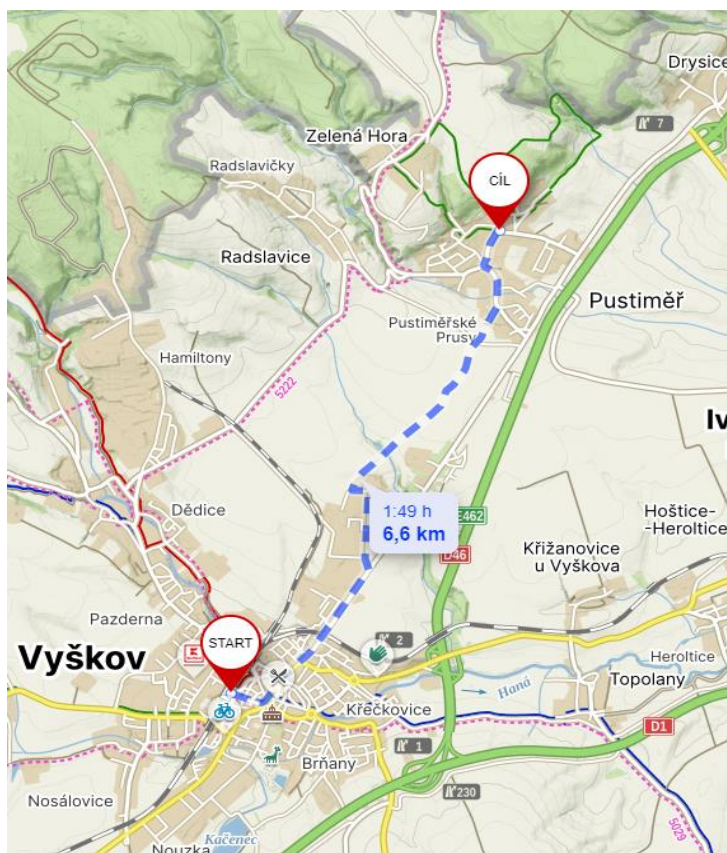 Drysice
7
Zelená Hora
CÍL
Radslavičky
Radslavice
Pustiměř
Pustiměřské
Prusy
Hamiltony
5222
Iv
1:49 h
6,6 km
E462
D46
Dědice
Hoštice-
-Heroltice
Křižanovice
u Vyškova
Pazderna
START
2
Vyškov
Heroltice
Topolany
Haná
Křečkovice
D1
1
Brňany
230
Nosálovice
5029
Kačenec
Nouzka